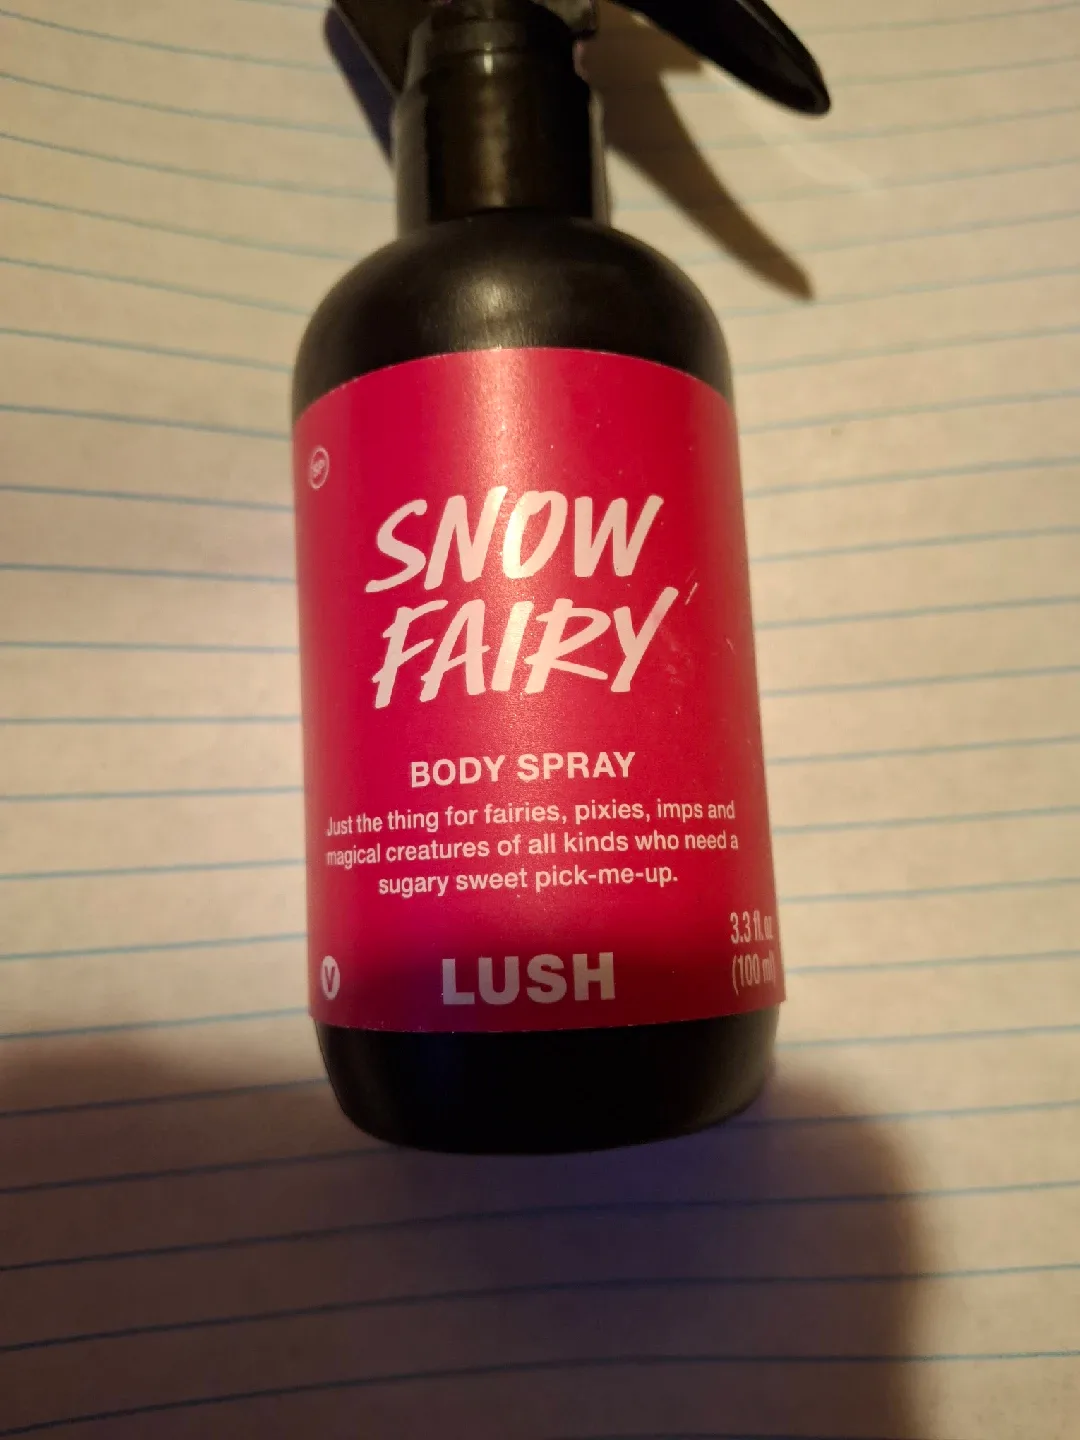 SNOW
FAIRY
BODY SPRAY
Just the thing for fairies, pixies, imps and
magical creatures of all kinds who need a
sugary sweet pick-me-up.
3.3 fl. oz
(100 ml)
V
LUSH